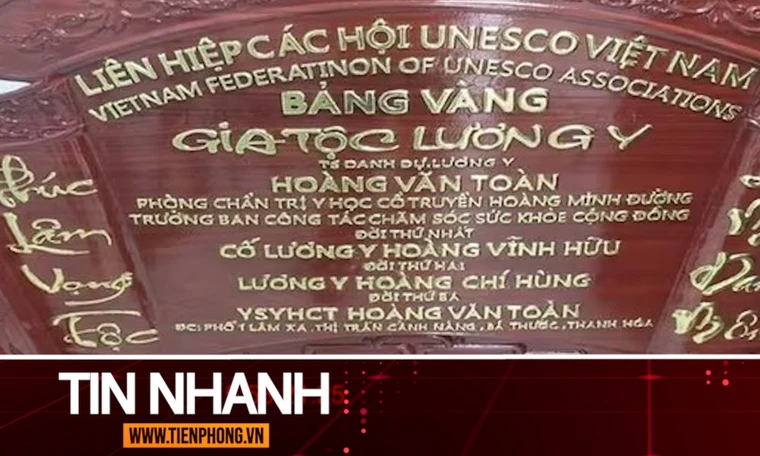 LIÊN HIỆP CÁC HỘI UNESCO VIỆT NAM
VIETNAM FEDERATINON OF UNESCO ASSOCIATIONS
BẢNG VÀNG
GIA TỘC LƯƠNG Y
TS DANH DỰ.LƯƠNG Y
HOÀNG VĂN TOÀN
PHÒNG CHẨN TRỊ Y HỌC CỔ TRUYỀN HOÀNG MINH ĐƯỜNG
TRƯỞNG BAN CÔNG TÁC CHĂM SÓC SỨC KHỎE CỘNG ĐỒNG
ĐỜI THỨ NHẤT
CỐ LƯƠNG Y HOÀNG VĨNH HỮU
ĐỜI THỨ HAI
LƯƠNG Y HOÀNG CHÍ HÙNG
ĐỜI THỨ BA
YSYHCT HOÀNG VĂN TOÀN
ĐC: PHỐ 1 LÂM XA, THỊ TRẤN CÀNH NÀNG, BÁ THƯỚC, THANH HÓA
Phúc
Lâm
Vọng
Tộc
TIN NHANH
WWW.TIENPHONG.VN